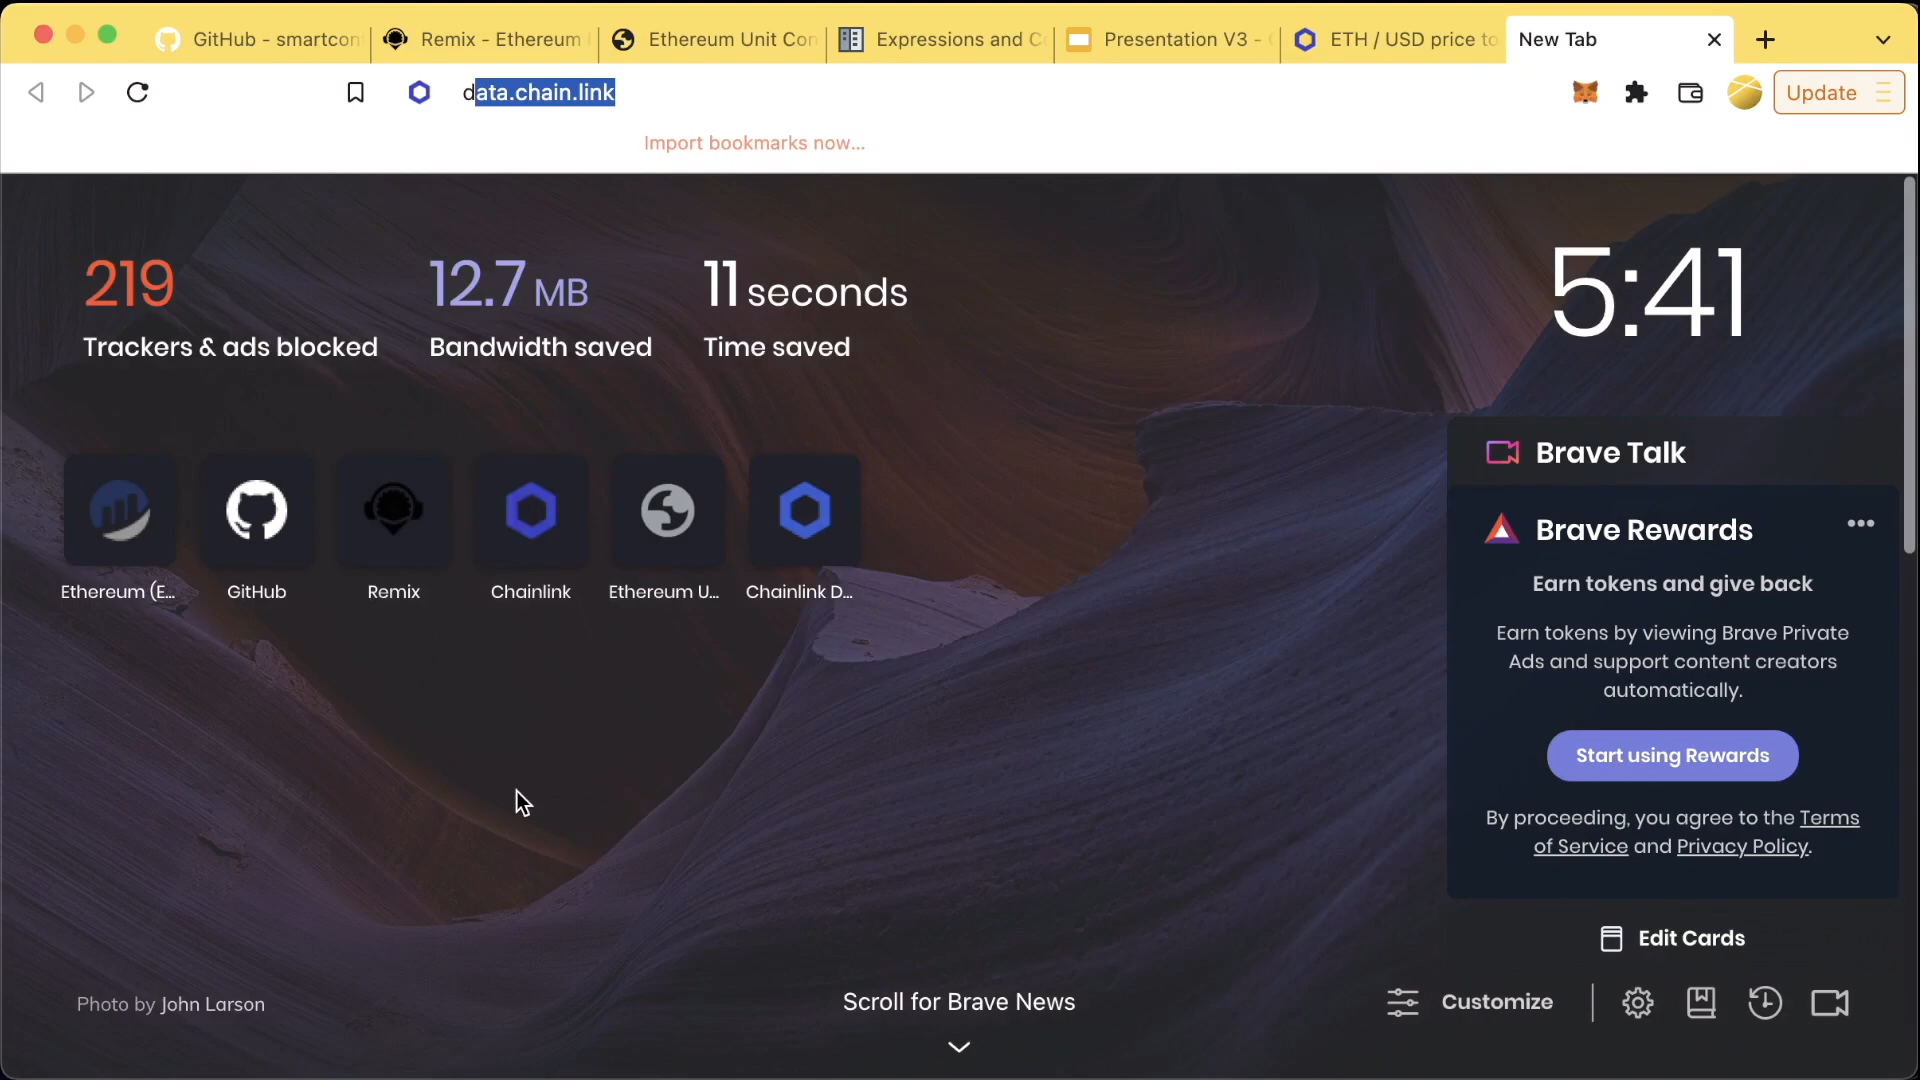 GitHub - smartcon
Remix - Ethereum
Ethereum Unit Con
Expressions and C
Presentation V3 -
ETH / USD price to
New Tab
data.chain.link
Update
Import bookmarks now...
219
Trackers & ads blocked
12.7 MB
Bandwidth saved
11 seconds
Time saved
5:41
Ethereum (E...
GitHub
Remix
Chainlink
Ethereum U...
Chainlink D...
Brave Talk
Brave Rewards
Earn tokens and give back
Earn tokens by viewing Brave Private
Ads and support content creators
automatically.
Start using Rewards
By proceeding, you agree to the Terms
of Service and Privacy Policy.
Edit Cards
Photo by John Larson
Scroll for Brave News
Customize